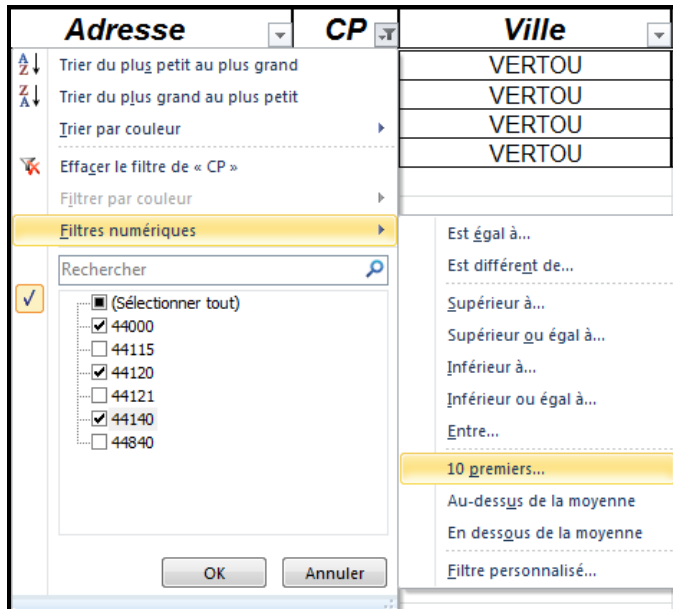 Adresse CP Ville
VERTOU
VERTOU
VERTOU
VERTOU
Trier du plus petit au plus grand
Trier du plus grand au plus petit
Trier par couleur
Effacer le filtre de « CP »
Filtrer par couleur
Filtres numériques
Rechercher
(Sélectionner tout)
44000
44115
44120
44121
44140
44840
OK Annuler
Est égal à...
Est différent de...
Supérieur à...
Supérieur ou égal à...
Inférieur à...
Inférieur ou égal à...
Entre...
10 premiers...
Au-dessus de la moyenne
En dessous de la moyenne
Filtre personnalisé...